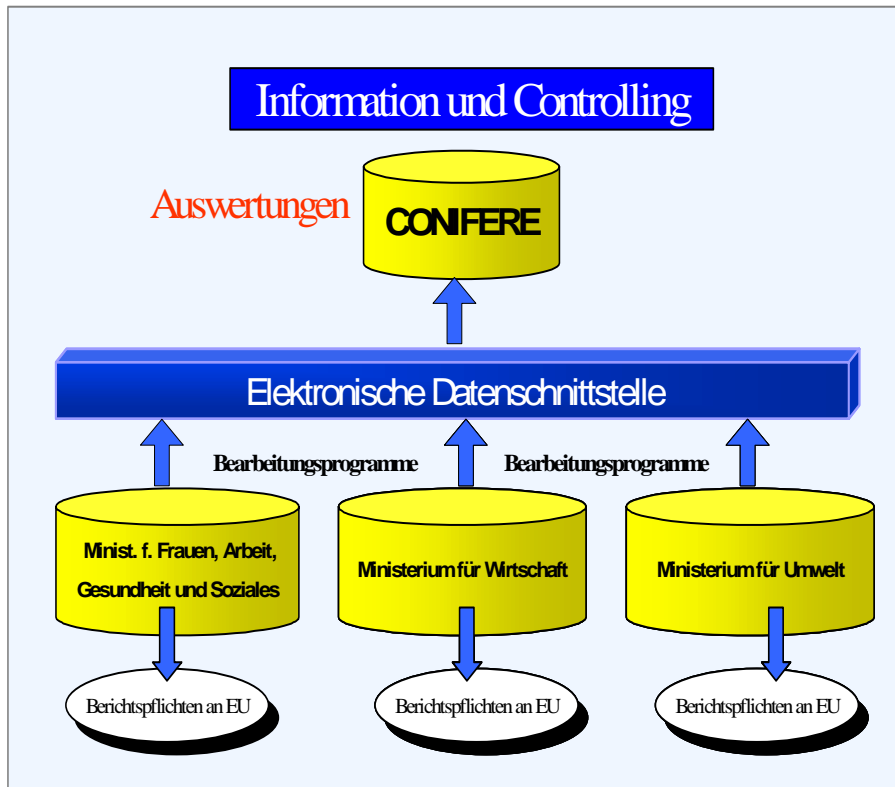 Information und Controlling
Auswertungen
CONIFERE
Elektronische Datenschnittstelle
Bearbeitungsprogramme
Bearbeitungsprogramme
Minist. f. Frauen, Arbeit,
Gesundheit und Soziales
Ministerium für Wirtschaft
Ministerium für Umwelt
Berichtspflichten an EU
Berichtspflichten an EU
Berichtspflichten an EU